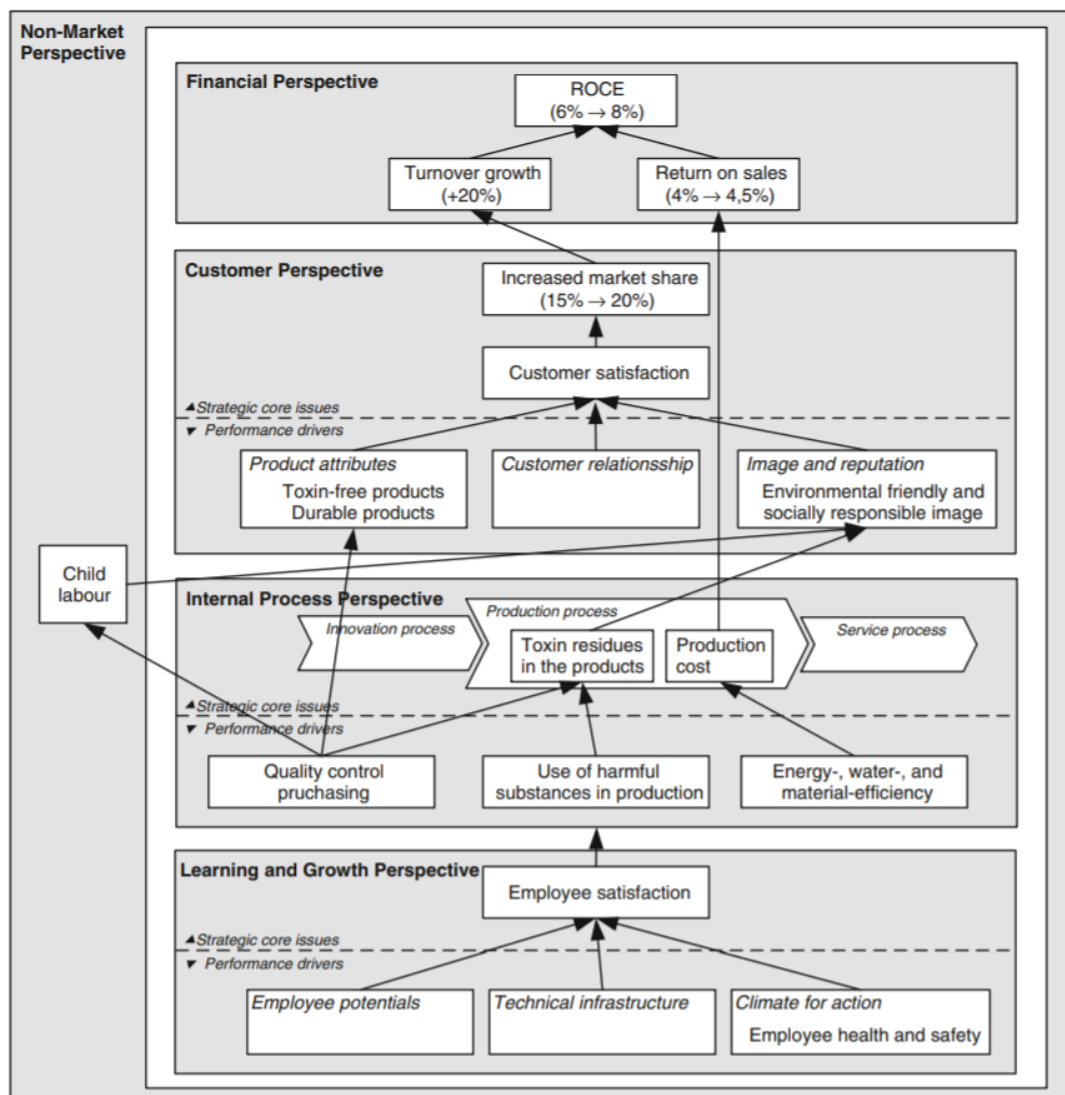 Non-Market
Perspective
Financial Perspective
ROCE
(6% → 8%)
Turnover growth
(+20%)
Return on sales
(4% → 4,5%)
Customer Perspective
Increased market share
(15% → 20%)
Customer satisfaction
Strategic core issues
Performance drivers
Product attributes
Toxin-free products
Durable products
Customer relationsship
Image and reputation
Environmental friendly and
socially responsible image
Child
labour
Internal Process Perspective
Innovation process
Production process
Toxin residues
in the products
Production
cost
Service process
Strategic core issues
Performance drivers
Quality control
pruchasing
Use of harmful
substances in production
Energy-, water-, and
material-efficiency
Learning and Growth Perspective
Employee satisfaction
Strategic core issues
Performance drivers
Employee potentials
Technical infrastructure
Climate for action
Employee health and safety